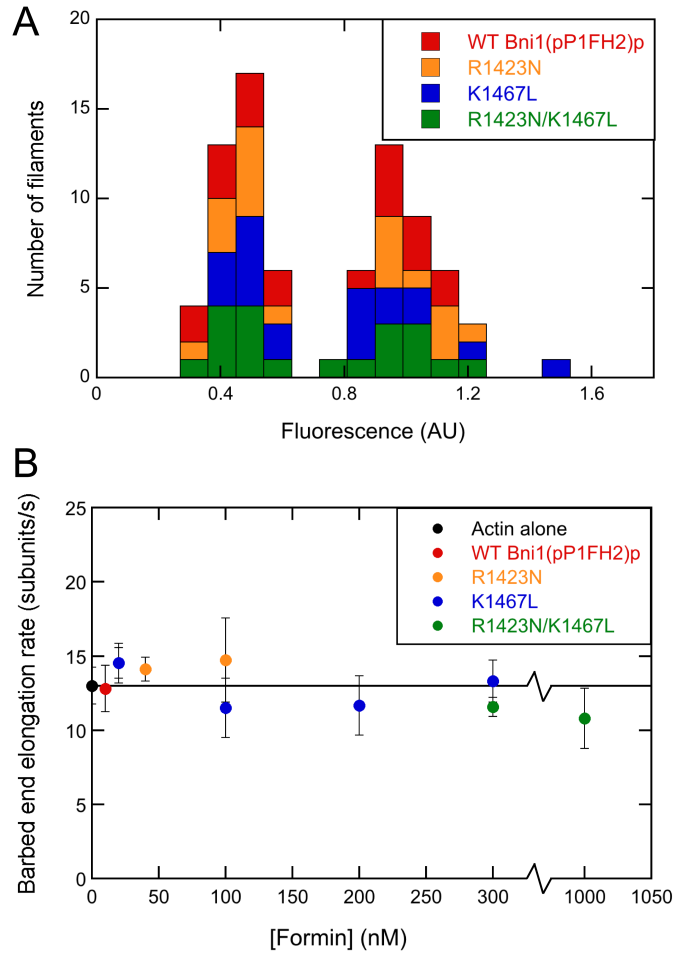 A
20
15
10
5
0
Number of filaments
WT Bni1(pP1FH2)p
R1423N
K1467L
R1423N/K1467L
0 0.4 0.8 1.2 1.6
Fluorescence (AU)
B
25
20
15
10
5
0
Barbed end elongation rate (subunits/s)
Actin alone
WT Bni1(pP1FH2)p
R1423N
K1467L
R1423N/K1467L
0 50 100 150 200 250 300 1000 1050
[Formin] (nM)